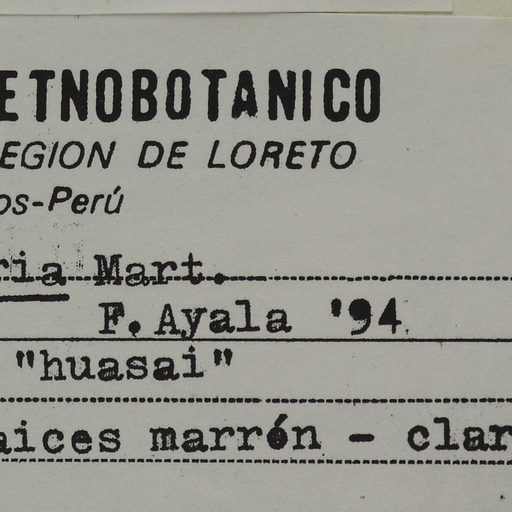 ETNOBOTANICO
EGION DE LORETO
os-Perú
ria Mart.
F. Ayala '94
"huasai"
aices marrón - clar